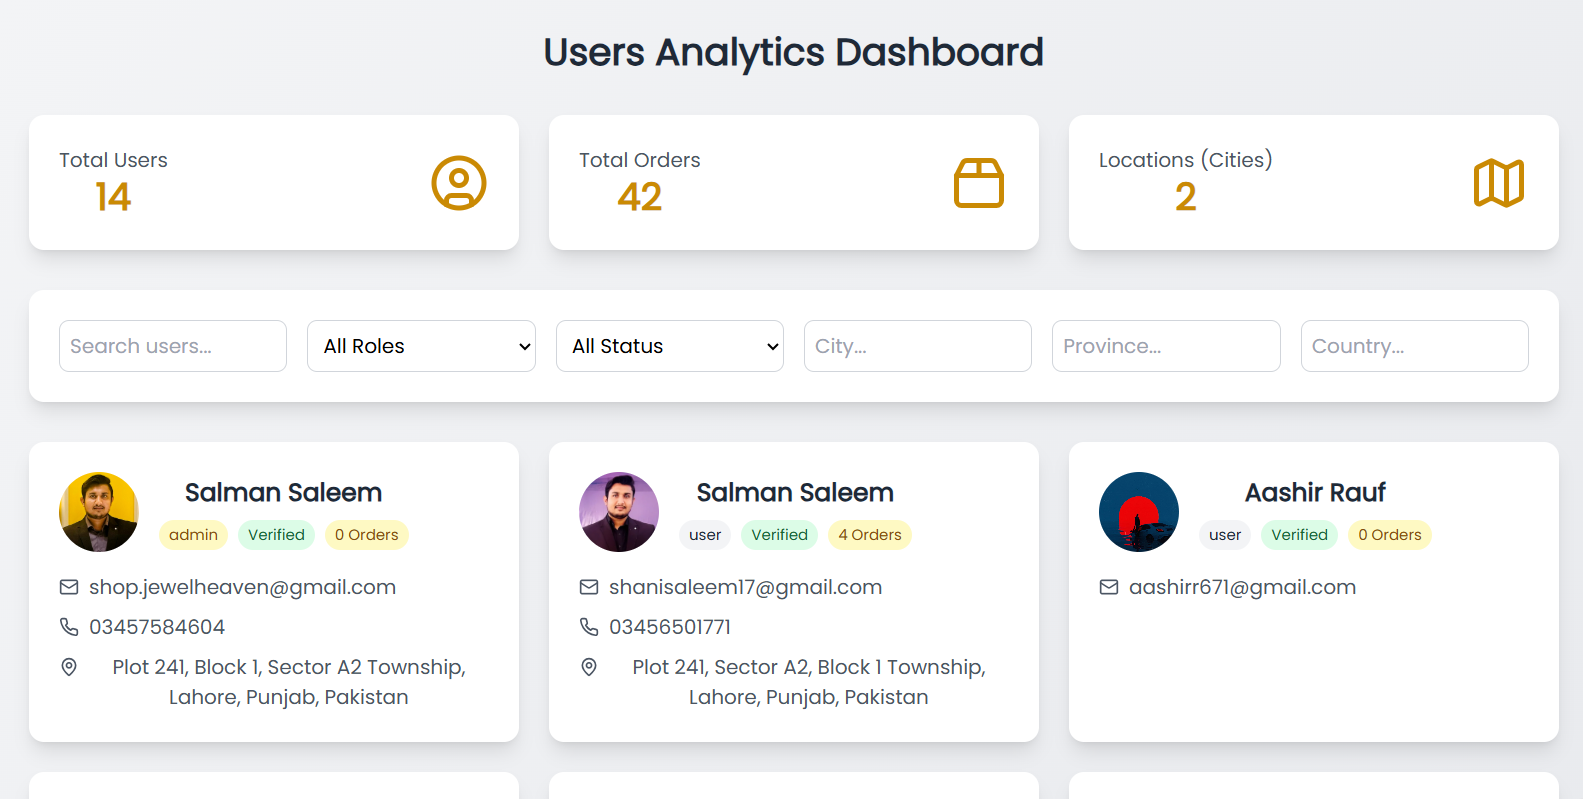 Users Analytics Dashboard
Total Users
14
Total Orders
42
Locations (Cities)
2
Search users...
All Roles
All Status
City...
Province...
Country...
Salman Saleem
admin Verified 0 Orders
shop.jewelheaven@gmail.com
03457584604
Plot 241, Block 1, Sector A2 Township,
Lahore, Punjab, Pakistan
Salman Saleem
user Verified 4 Orders
shanisaleem17@gmail.com
03456501771
Plot 241, Sector A2, Block 1 Township,
Lahore, Punjab, Pakistan
Aashir Rauf
user Verified 0 Orders
aashirr671@gmail.com